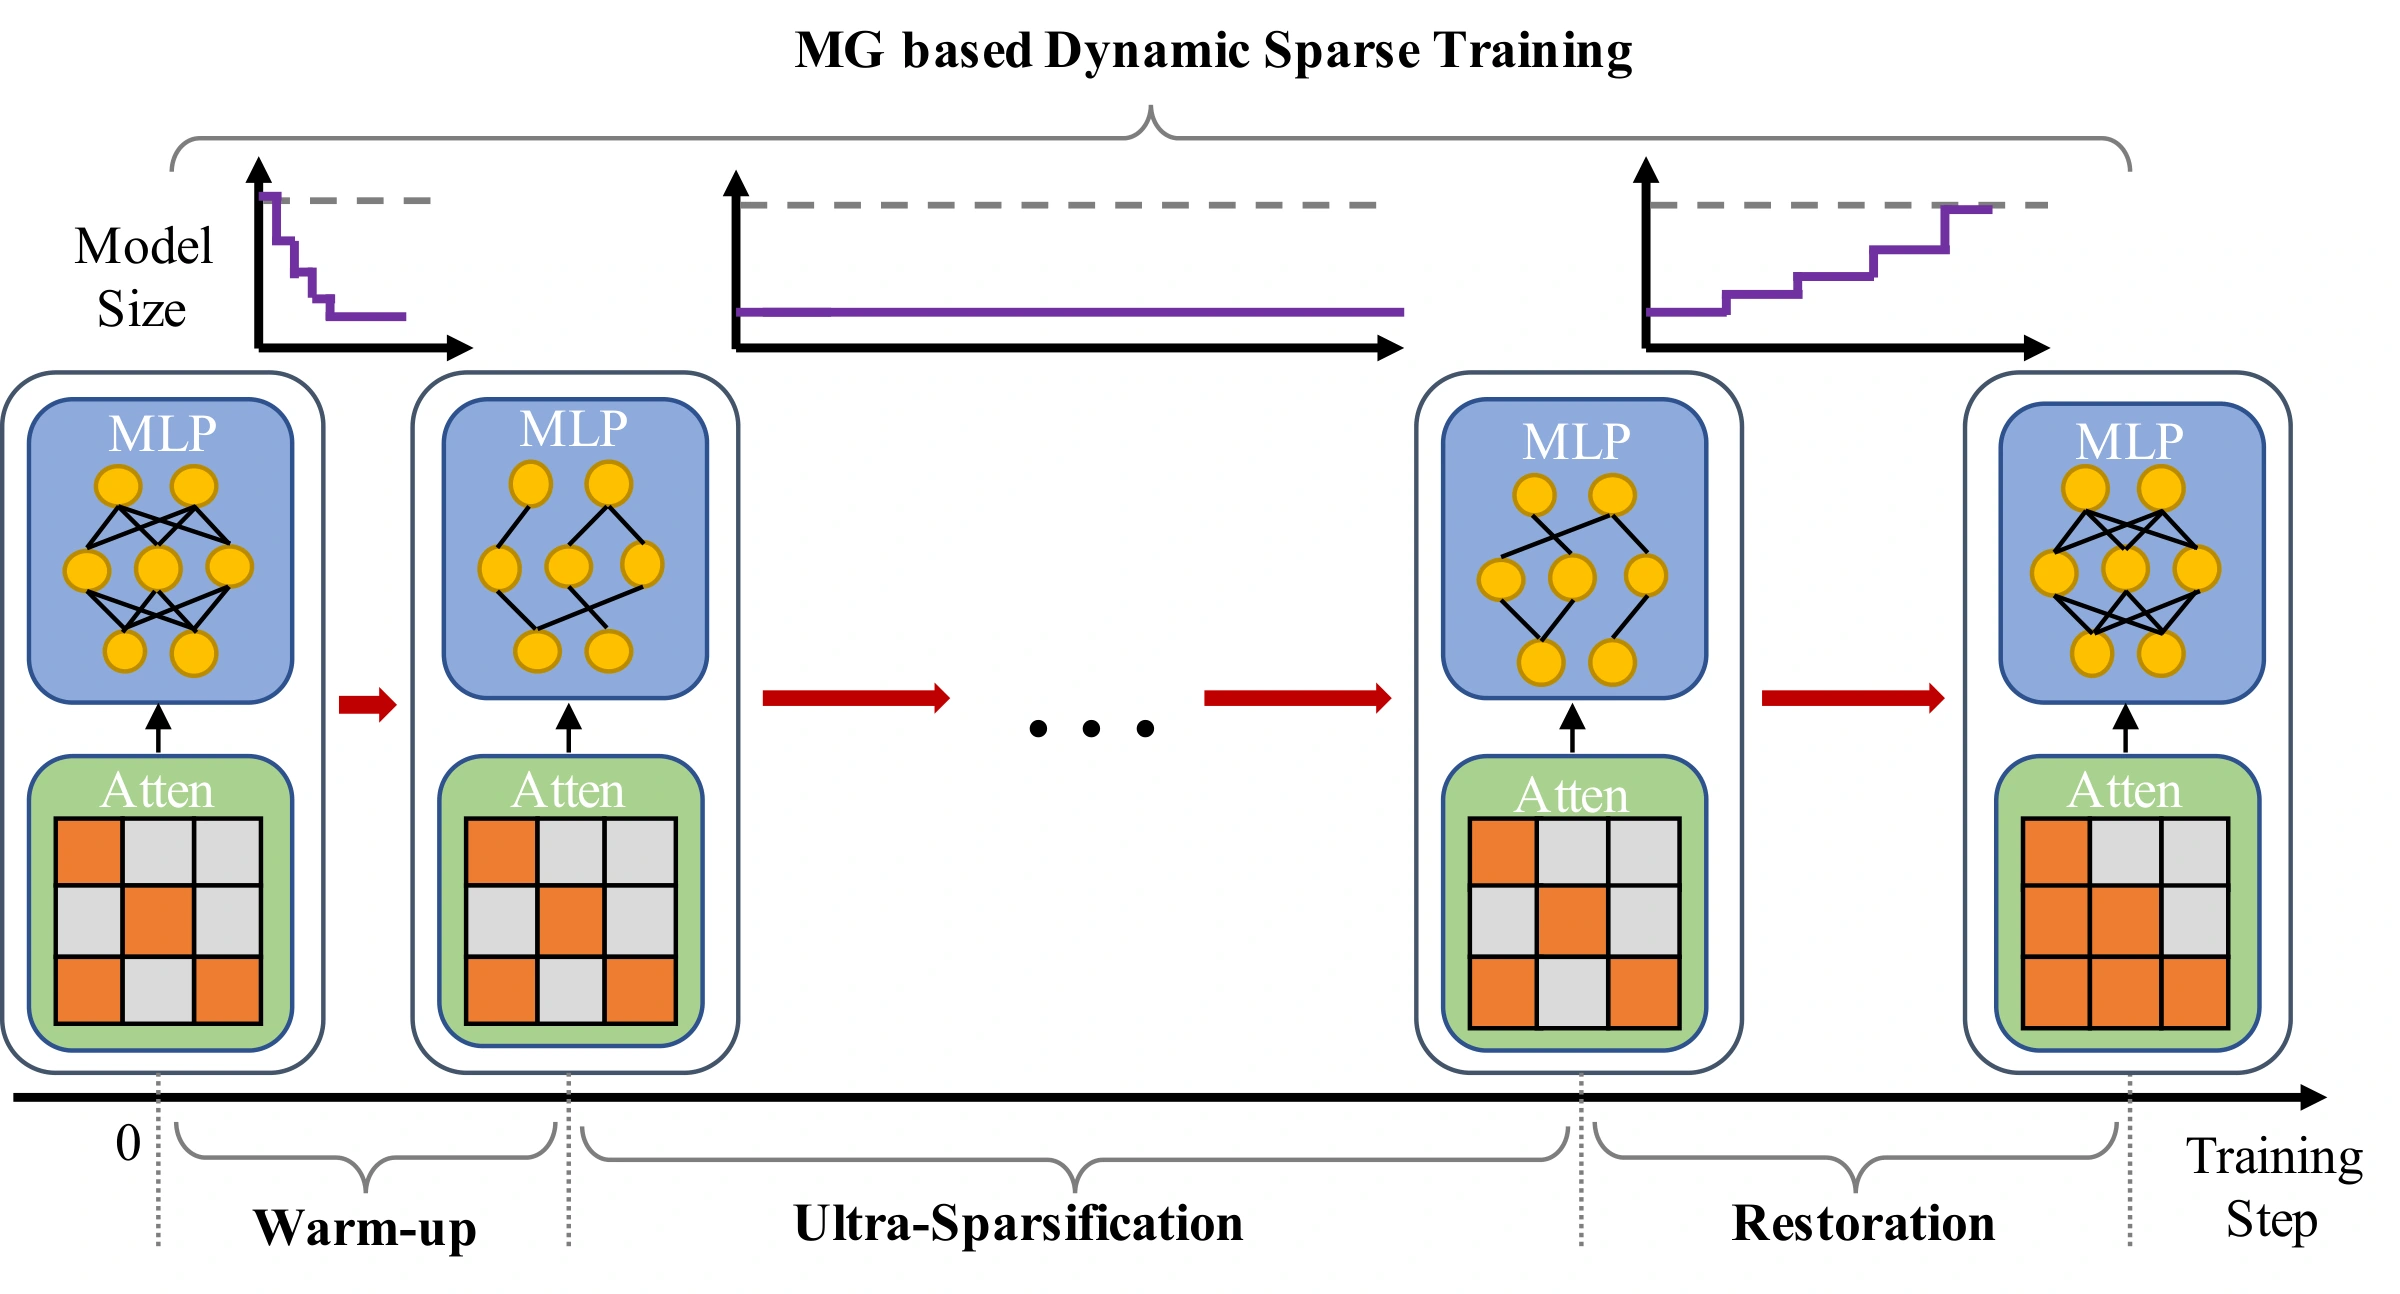 MG based Dynamic Sparse Training
Model
Size
MLP
MLP
MLP
MLP
Atten
Atten
Atten
Atten
0
Training
Step
Warm-up
Ultra-Sparsification
Restoration